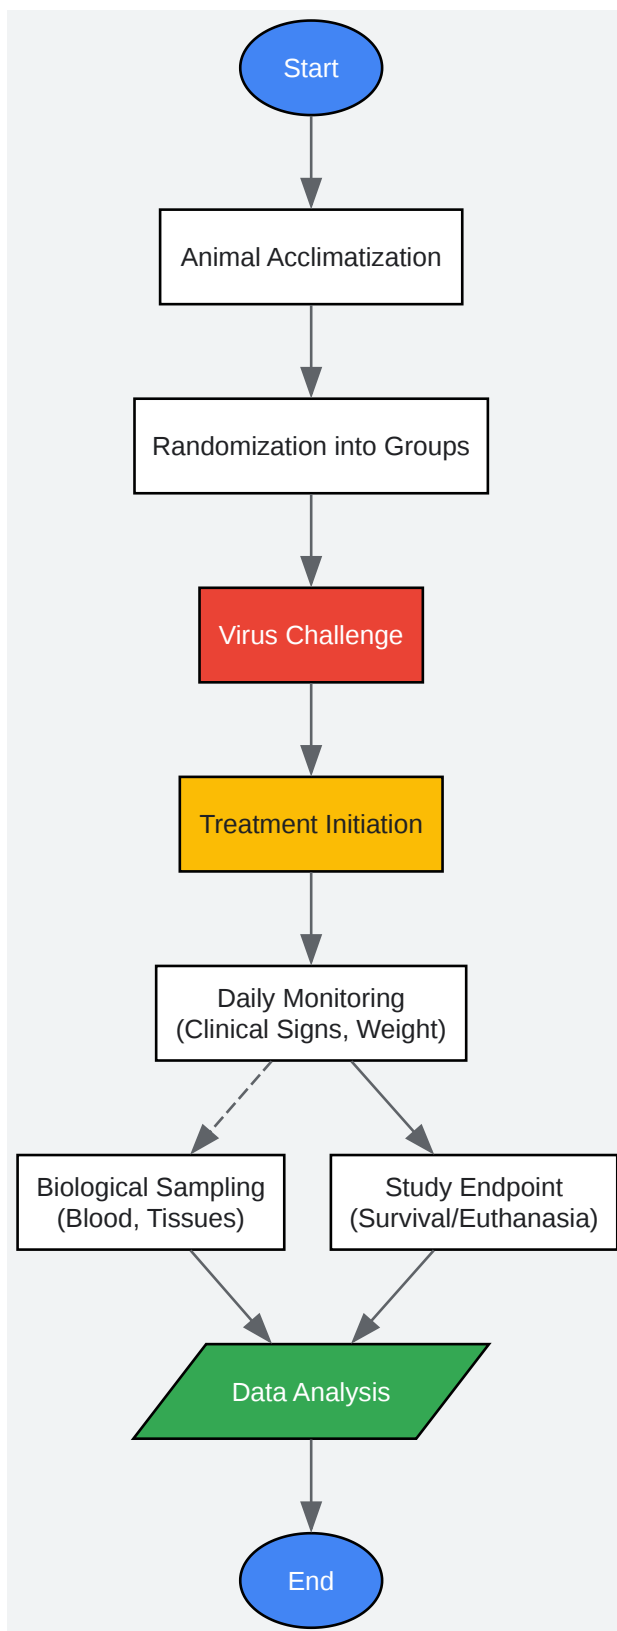 Start
Animal Acclimatization
Randomization into Groups
Virus Challenge
Treatment Initiation
Daily Monitoring
(Clinical Signs, Weight)
Biological Sampling
(Blood, Tissues)
Study Endpoint
(Survival/Euthanasia)
Data Analysis
End